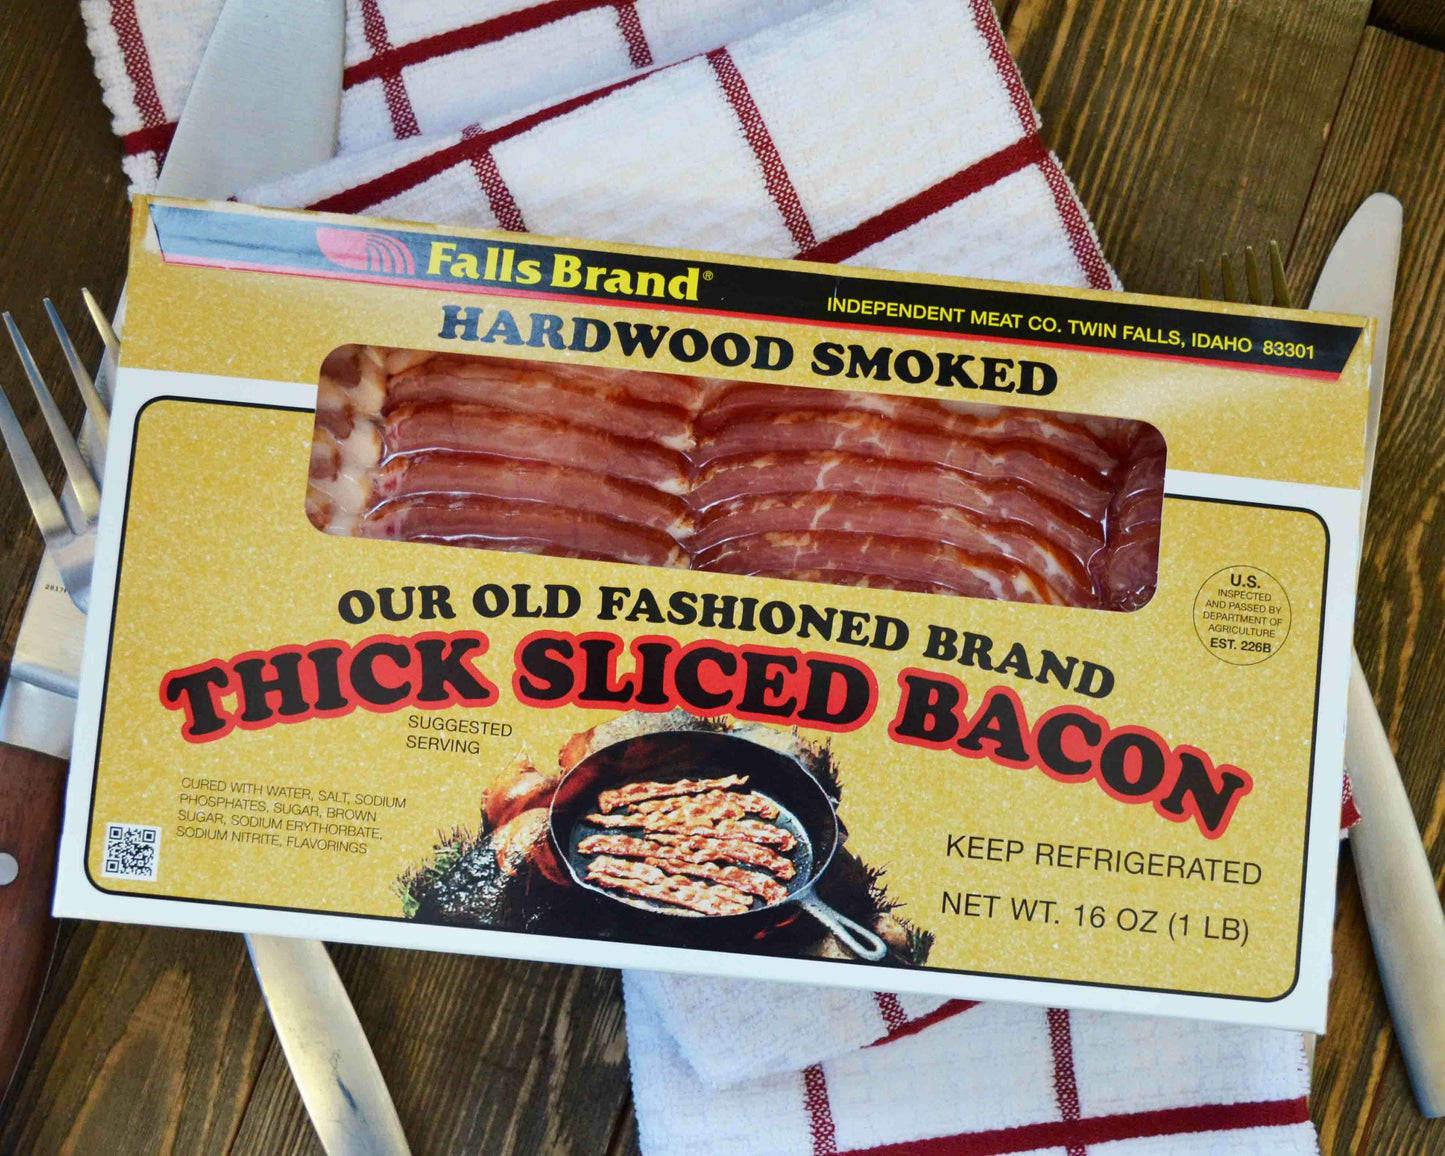 Falls Brand®
INDEPENDENT MEAT CO. TWIN FALLS, IDAHO 83301
HARDWOOD SMOKED
U.S.
INSPECTED
AND PASSED BY
DEPARTMENT OF
AGRICULTURE
EST. 226B
OUR OLD FASHIONED BRAND
THICK SLICED BACON
SUGGESTED
SERVING
CURED WITH WATER, SALT, SODIUM
PHOSPHATES, SUGAR, BROWN
SUGAR, SODIUM ERYTHORBATE,
SODIUM NITRITE, FLAVORINGS
KEEP REFRIGERATED
NET WT. 16 OZ (1 LB)